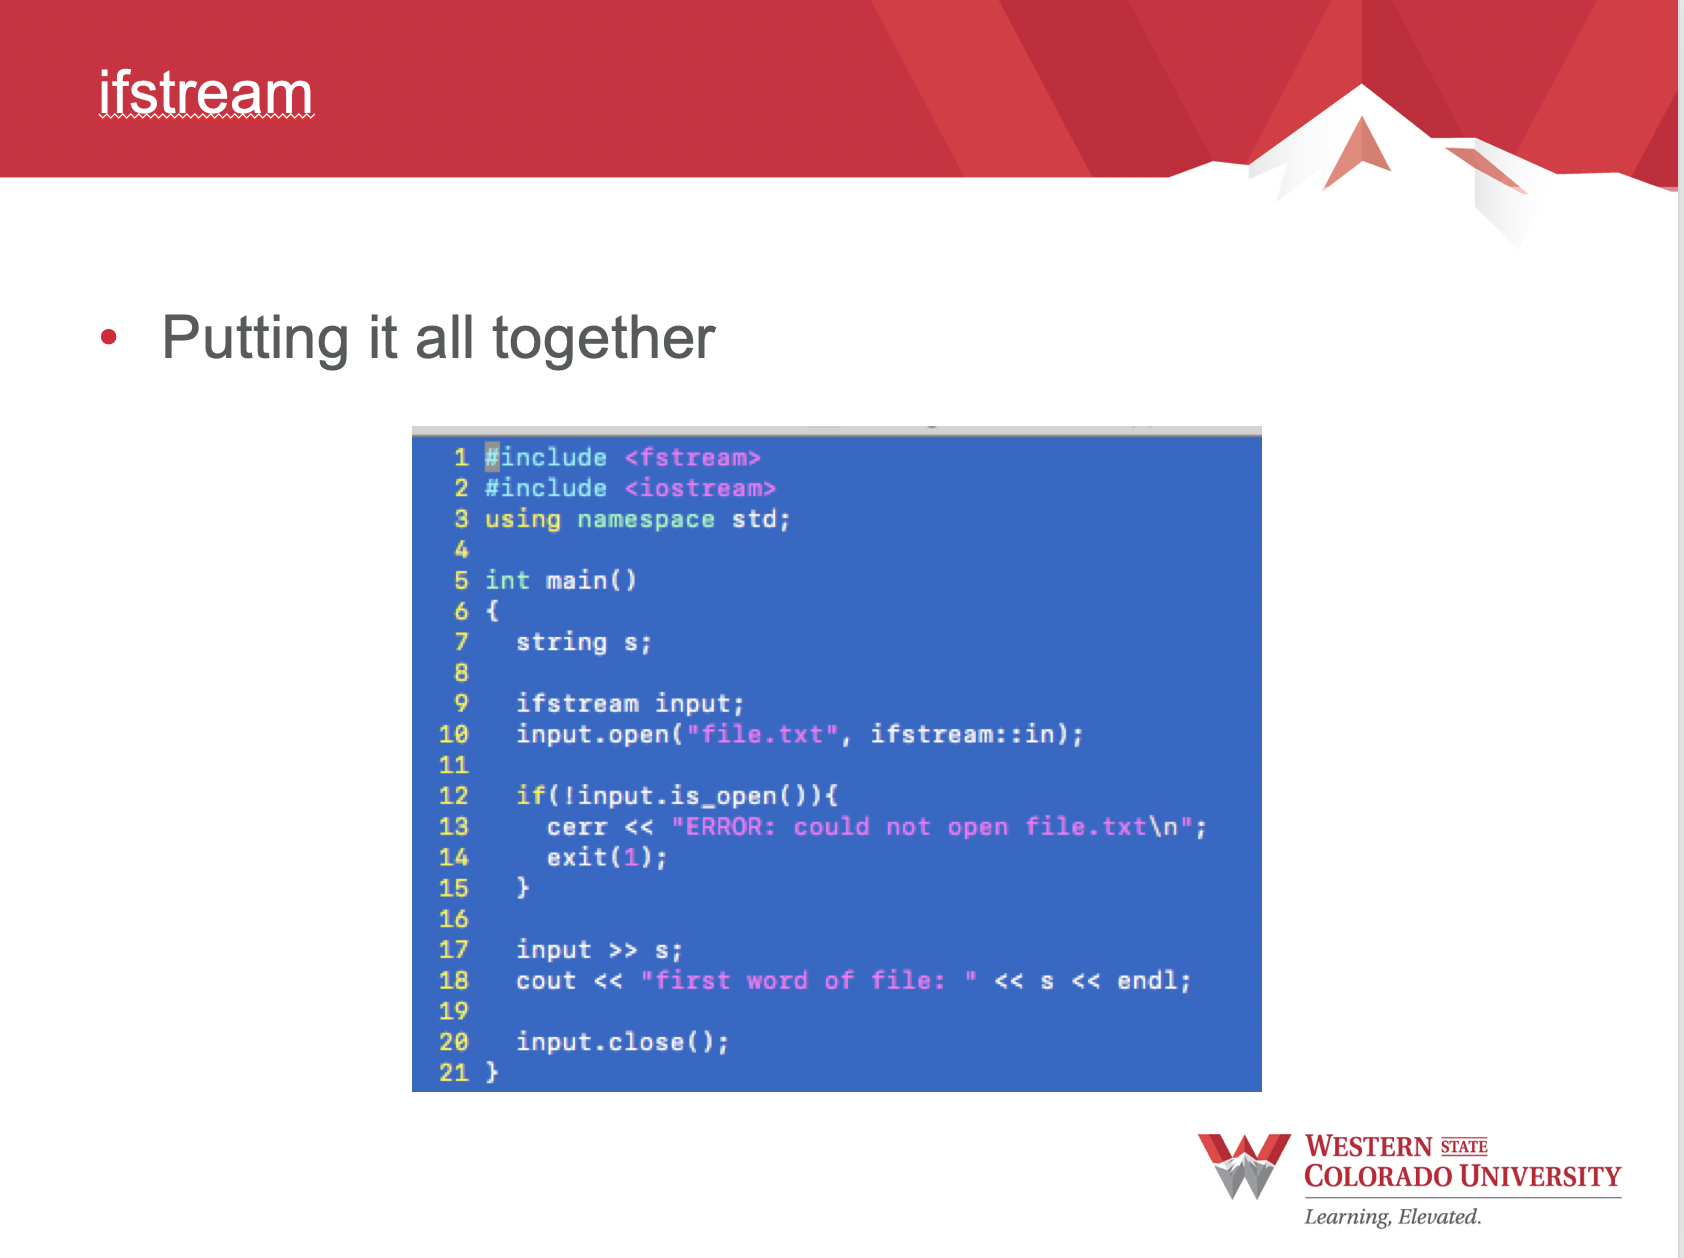 ifstream
• Putting it all together
1 #include <fstream>
2 #include <iostream>
3 using namespace std;
4
5 int main()
6 {
7   string s;
8
9   ifstream input;
10   input.open("file.txt", ifstream::in);
11
12   if(!input.is_open()){
13     cerr << "ERROR: could not open file.txt\n";
14     exit(1);
15   }
16
17   input >> s;
18   cout << "first word of file: " << s << endl;
19
20   input.close();
21 }
WESTERN STATE
COLORADO UNIVERSITY
Learning, Elevated.